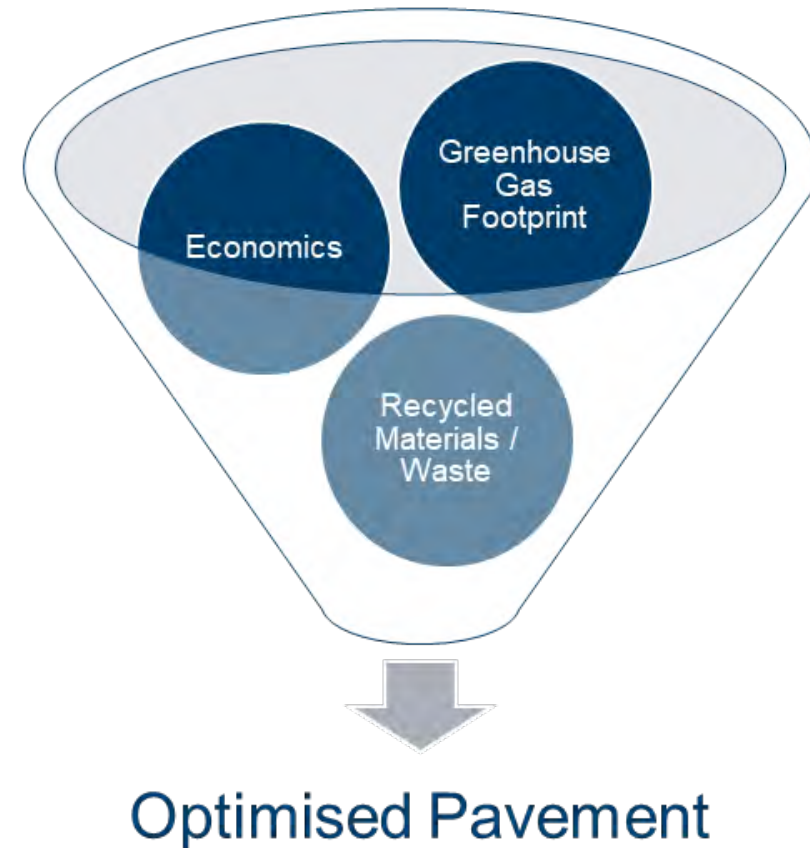 Greenhouse
Gas
Footprint
Economics
Recycled
Materials /
Waste
Optimised Pavement